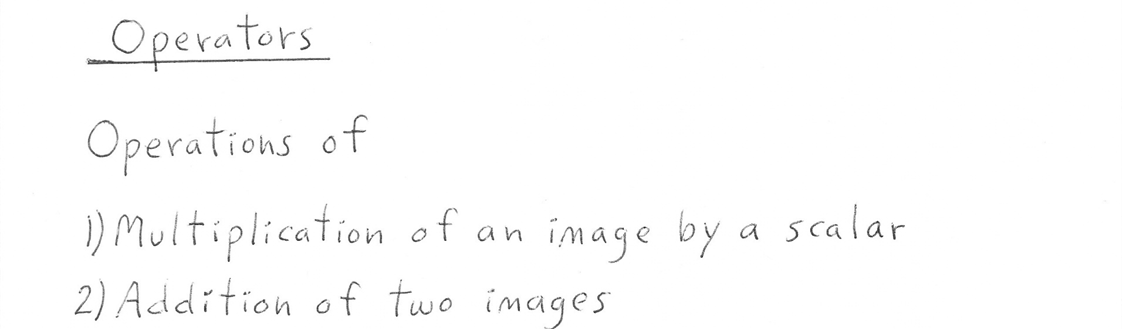 Operators
Operations of
1) Multiplication of an image by a scalar
2) Addition of two images